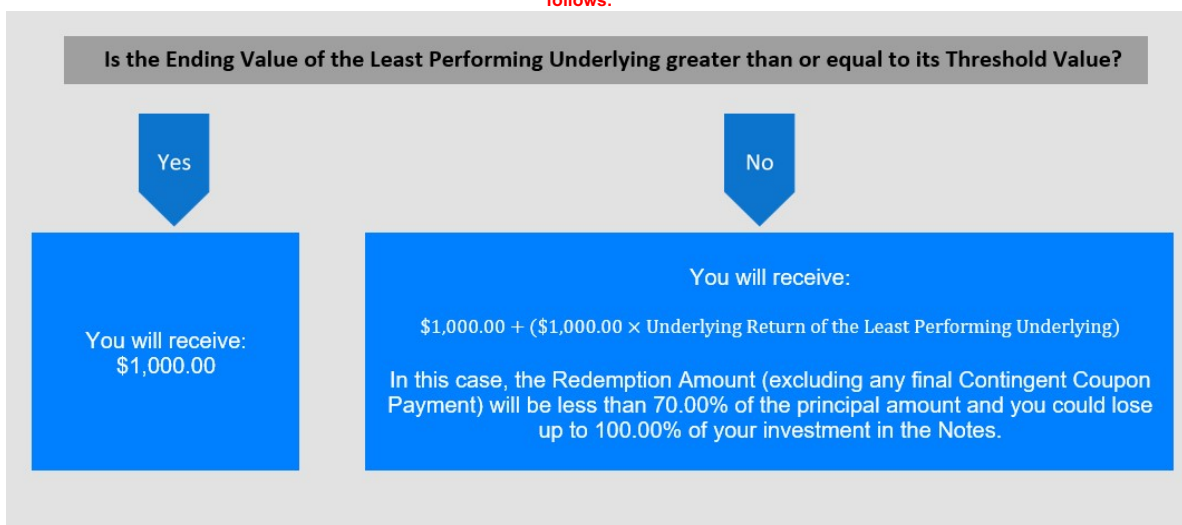 follows:
Is the Ending Value of the Least Performing Underlying greater than or equal to its Threshold Value?
Yes
No
You will receive:
$1,000.00
You will receive:
$1,000.00 + ($1,000.00 × Underlying Return of the Least Performing Underlying)
In this case, the Redemption Amount (excluding any final Contingent Coupon
Payment) will be less than 70.00% of the principal amount and you could lose
up to 100.00% of your investment in the Notes.